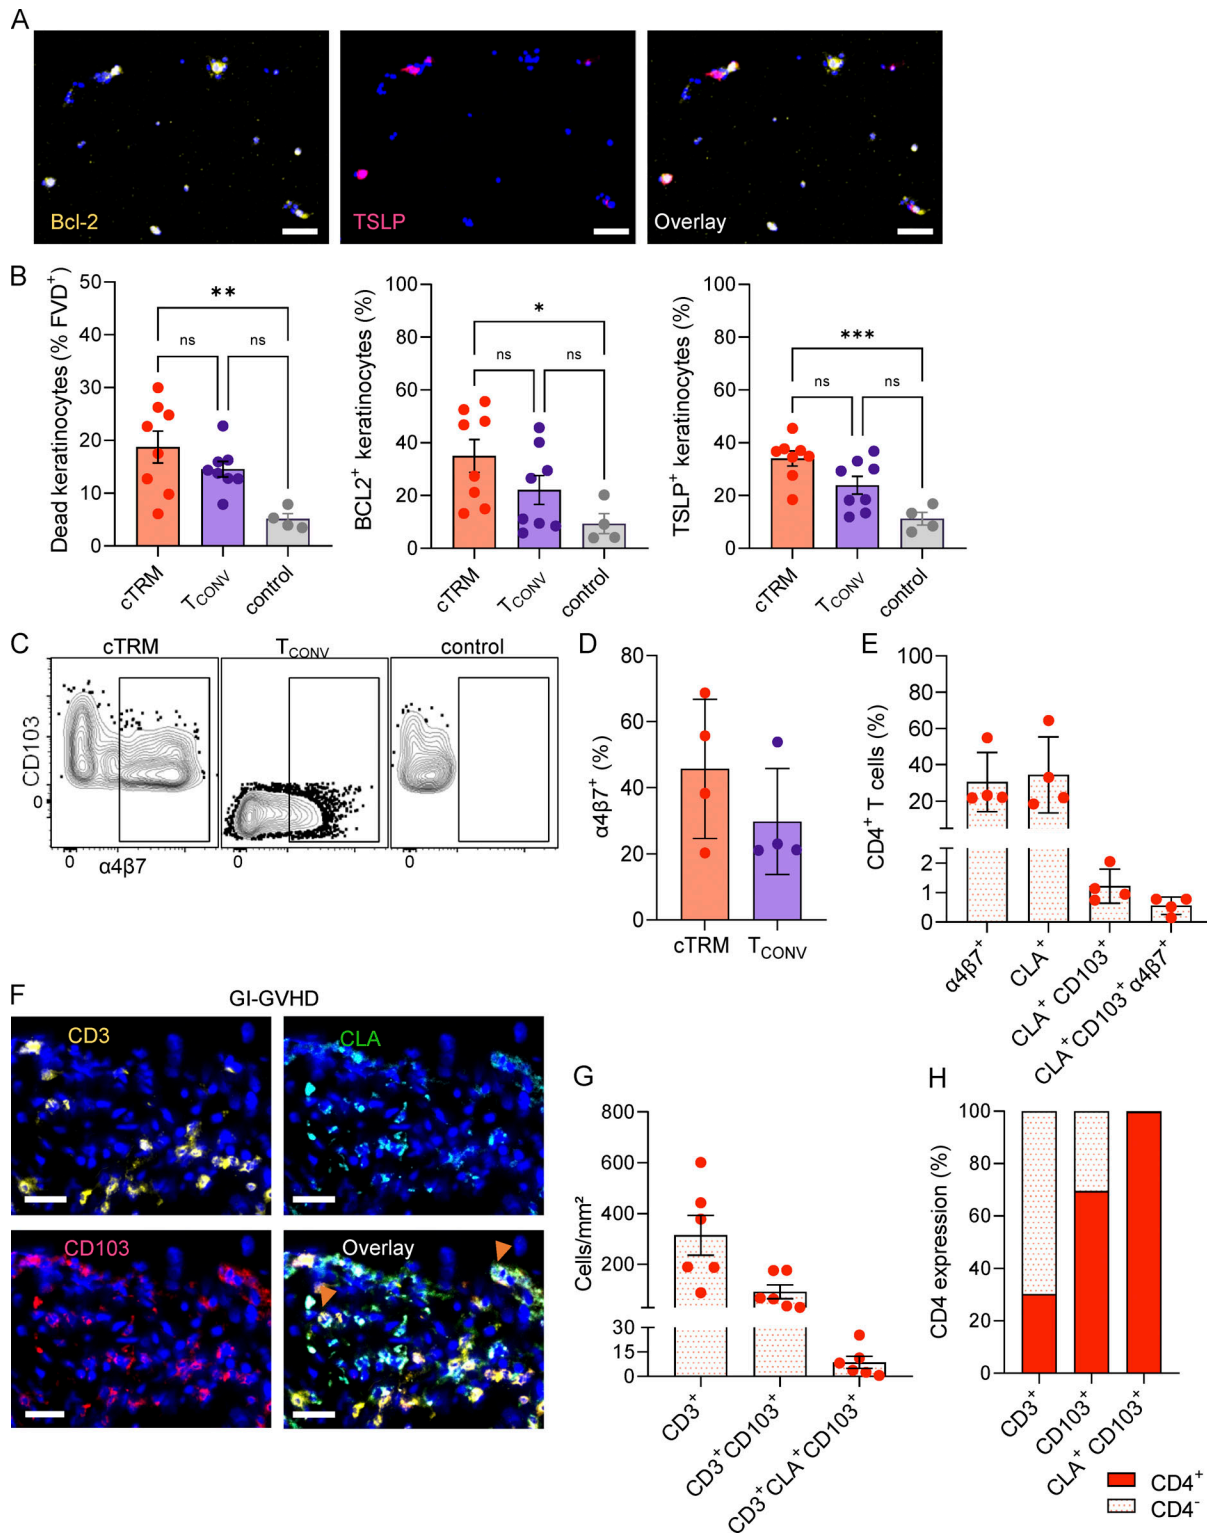 A
Bcl-2
TSLP
Overlay
B
Dead keratinocytes (% FVD⁺)
50
40
30
20
10
0
**
ns
ns
cTRM
T_CONV
control
BCL2⁺ keratinocytes (%)
100
80
60
40
20
0
*
ns
ns
cTRM
T_CONV
control
TSLP⁺ keratinocytes (%)
100
80
60
40
20
0
***
ns
ns
cTRM
T_CONV
control
C
cTRM
T_CONV
control
CD103
0
0
0
0
α4β7
D
α4β7⁺ (%)
80
60
40
20
0
cTRM
T_CONV
E
CD4⁺ T cells (%)
100
80
60
40
20
2
1
0
α4β7⁺
CLA⁺
CLA⁺ CD103⁺
CLA⁺CD103⁺ α4β7⁺
F
GI-GVHD
CD3
CLA
CD103
Overlay
G
Cells/mm²
800
600
400
200
30
15
0
CD3⁺
CD3⁺CD103⁺
CD3⁺CLA⁺CD103⁺
H
CD4 expression (%)
100
80
60
40
20
0
CD3⁺
CD103⁺
CLA⁺ CD103⁺
CD4⁺
CD4⁻